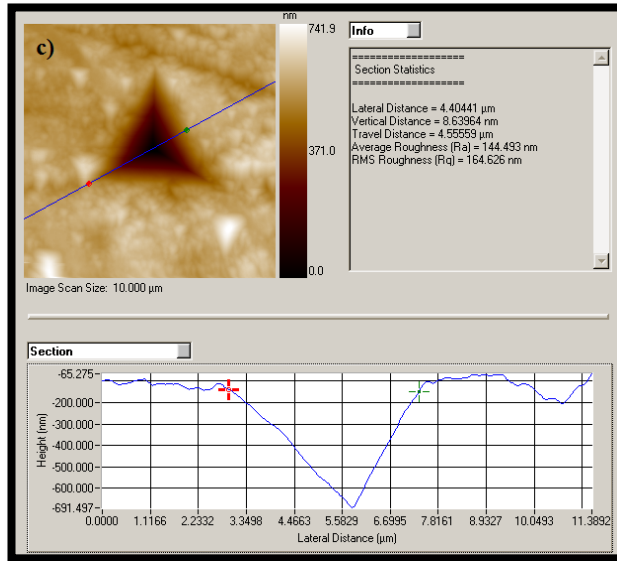 c)
nm
741.9
371.0
0.0
Image Scan Size: 10.000 µm
Info
===================
Section Statistics
===================
Lateral Distance = 4.40441 µm
Vertical Distance = 8.63964 nm
Travel Distance = 4.55559 µm
Average Roughness (Ra) = 144.493 nm
RMS Roughness (Rq) = 164.626 nm
Section
Height (nm)
-65.275
-200.000
-300.000
-400.000
-500.000
-600.000
-691.497
0.0000 1.1166 2.2332 3.3498 4.4663 5.5829 6.6995 7.8161 8.9327 10.0493 11.3892
Lateral Distance (µm)